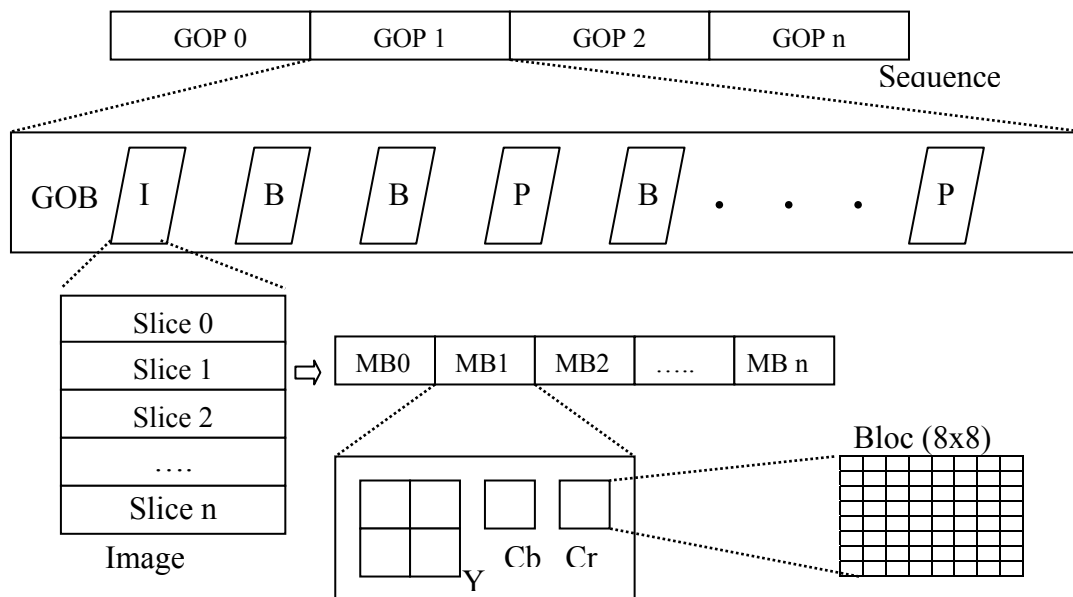 GOP 0 GOP 1 GOP 2 GOP n
Sequence
GOB I B B P B . . . P
Slice 0
Slice 1
Slice 2
….
Slice n
Image
MB0 MB1 MB2 ….. MB n
Y Cb Cr
Bloc (8x8)